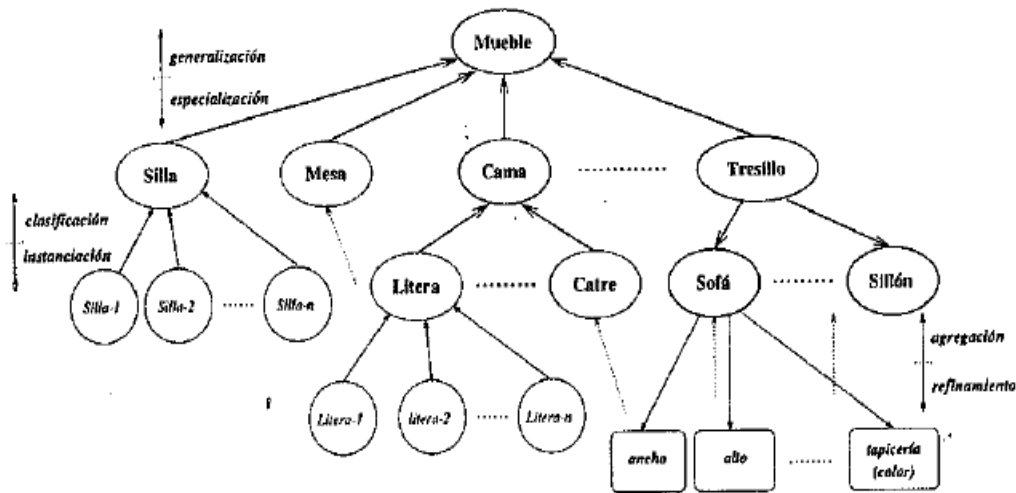 Mueble
generalización
especialización
Silla
Mesa
Cama
Tresillo
clasificación
instanciación
Litera
Catre
Sofá
Sillón
Silla-1
Silla-2
Silla-n
agregación
refinamiento
Litera-1
litera-2
Litera-n
ancho
alto
tapicería
(color)